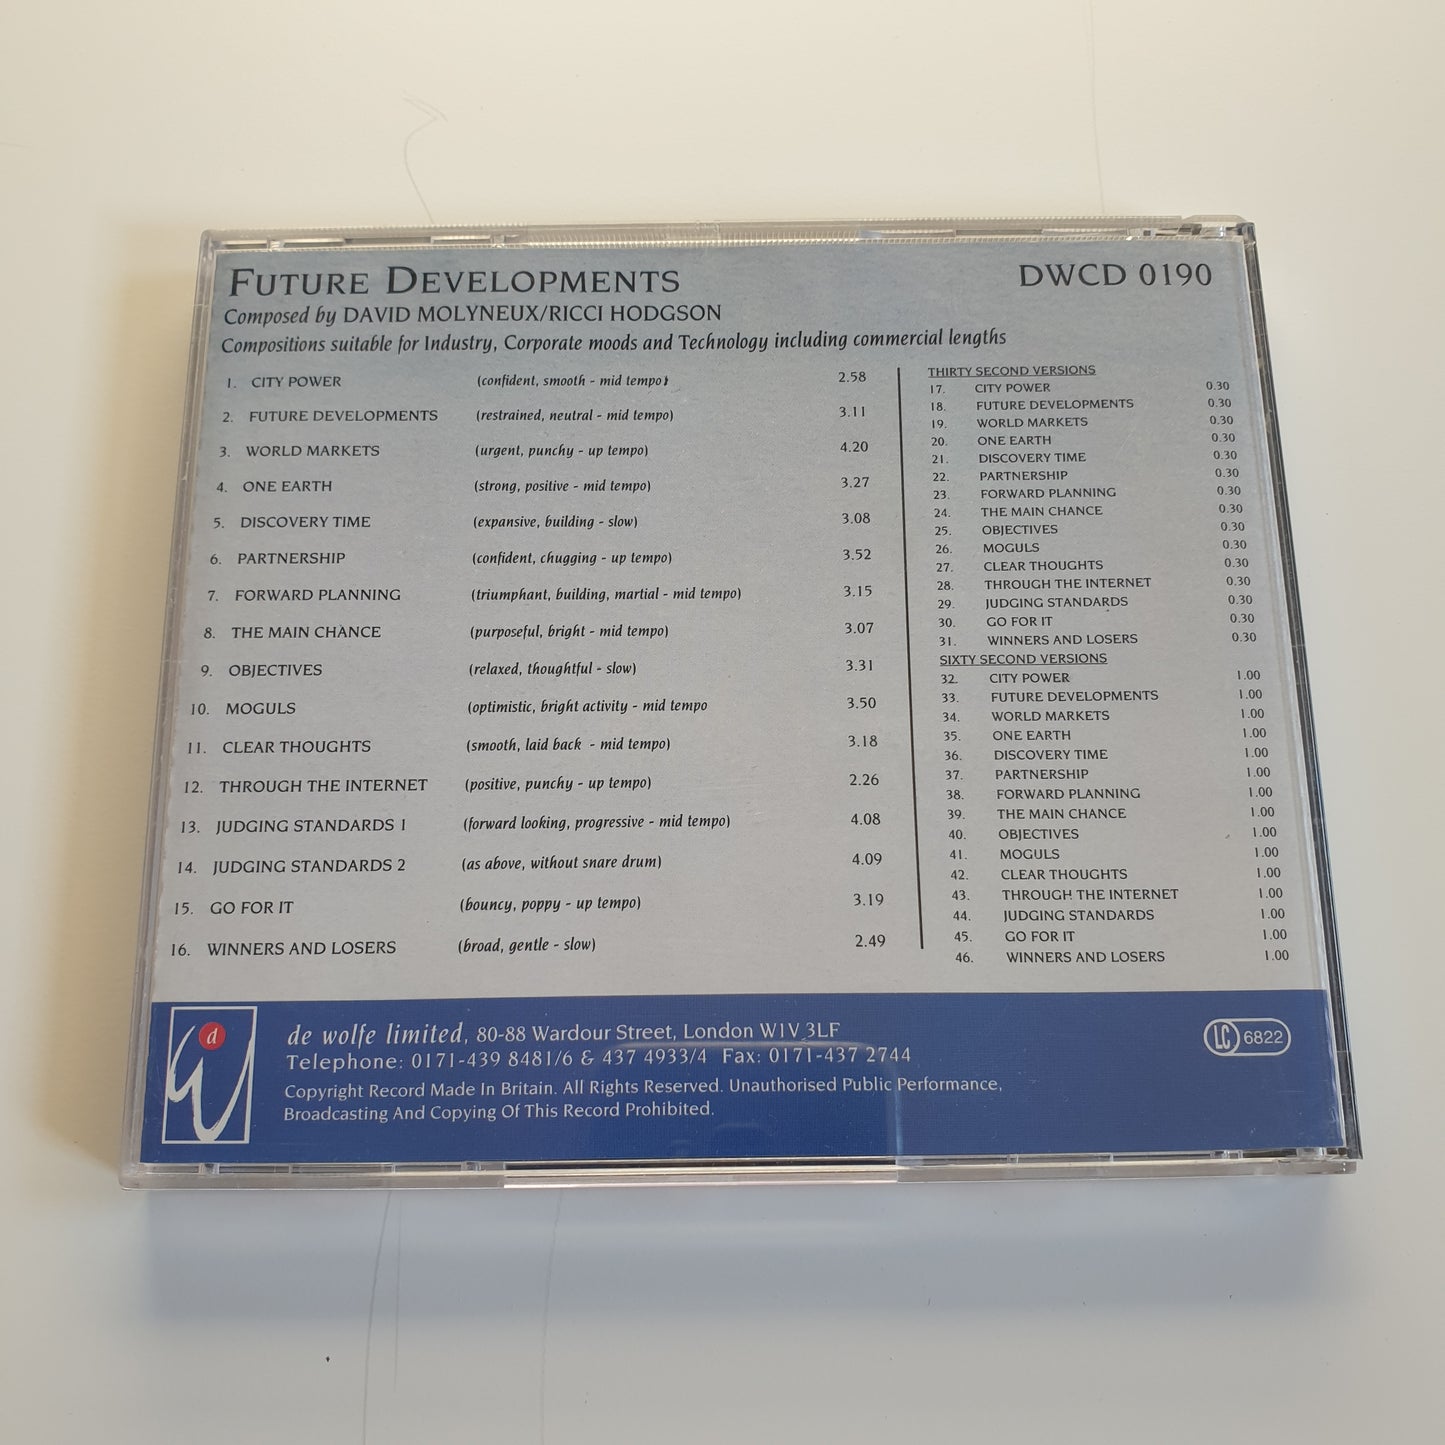 FUTURE DEVELOPMENTS
DWCD 0190
Composed by DAVID MOLYNEUX/RICCI HODGSON
Compositions suitable for Industry, Corporate moods and Technology including commercial lengths
1. CITY POWER (confident, smooth - mid tempo) 2.58
2. FUTURE DEVELOPMENTS (restrained, neutral - mid tempo) 3.11
3. WORLD MARKETS (urgent, punchy - up tempo) 4.20
4. ONE EARTH (strong, positive - mid tempo) 3.27
5. DISCOVERY TIME (expansive, building - slow) 3.08
6. PARTNERSHIP (confident, chugging - up tempo) 3.52
7. FORWARD PLANNING (triumphant, building, martial - mid tempo) 3.15
8. THE MAIN CHANCE (purposeful, bright - mid tempo) 3.07
9. OBJECTIVES (relaxed, thoughtful - slow) 3.31
10. MOGULS (optimistic, bright activity - mid tempo 3.50
11. CLEAR THOUGHTS (smooth, laid back - mid tempo) 3.18
12. THROUGH THE INTERNET (positive, punchy - up tempo) 2.26
13. JUDGING STANDARDS 1 (forward looking, progressive - mid tempo) 4.08
14. JUDGING STANDARDS 2 (as above, without snare drum) 4.09
15. GO FOR IT (bouncy, poppy - up tempo) 3.19
16. WINNERS AND LOSERS (broad, gentle - slow) 2.49
THIRTY SECOND VERSIONS
17. CITY POWER 0.30
18. FUTURE DEVELOPMENTS 0.30
19. WORLD MARKETS 0.30
20. ONE EARTH 0.30
21. DISCOVERY TIME 0.30
22. PARTNERSHIP 0.30
23. FORWARD PLANNING 0.30
24. THE MAIN CHANCE 0.30
25. OBJECTIVES 0.30
26. MOGULS 0.30
27. CLEAR THOUGHTS 0.30
28. THROUGH THE INTERNET 0.30
29. JUDGING STANDARDS 0.30
30. GO FOR IT 0.30
31. WINNERS AND LOSERS 0.30
SIXTY SECOND VERSIONS
32. CITY POWER 1.00
33. FUTURE DEVELOPMENTS 1.00
34. WORLD MARKETS 1.00
35. ONE EARTH 1.00
36. DISCOVERY TIME 1.00
37. PARTNERSHIP 1.00
38. FORWARD PLANNING 1.00
39. THE MAIN CHANCE 1.00
40. OBJECTIVES 1.00
41. MOGULS 1.00
42. CLEAR THOUGHTS 1.00
43. THROUGH THE INTERNET 1.00
44. JUDGING STANDARDS 1.00
45. GO FOR IT 1.00
46. WINNERS AND LOSERS 1.00
d W
de wolfe limited, 80-88 Wardour Street, London W1V 3LF
Telephone: 0171-439 8481/6 & 437 4933/4 Fax: 0171-437 2744
Copyright Record Made In Britain. All Rights Reserved. Unauthorised Public Performance,
Broadcasting And Copying Of This Record Prohibited.
LC 6822